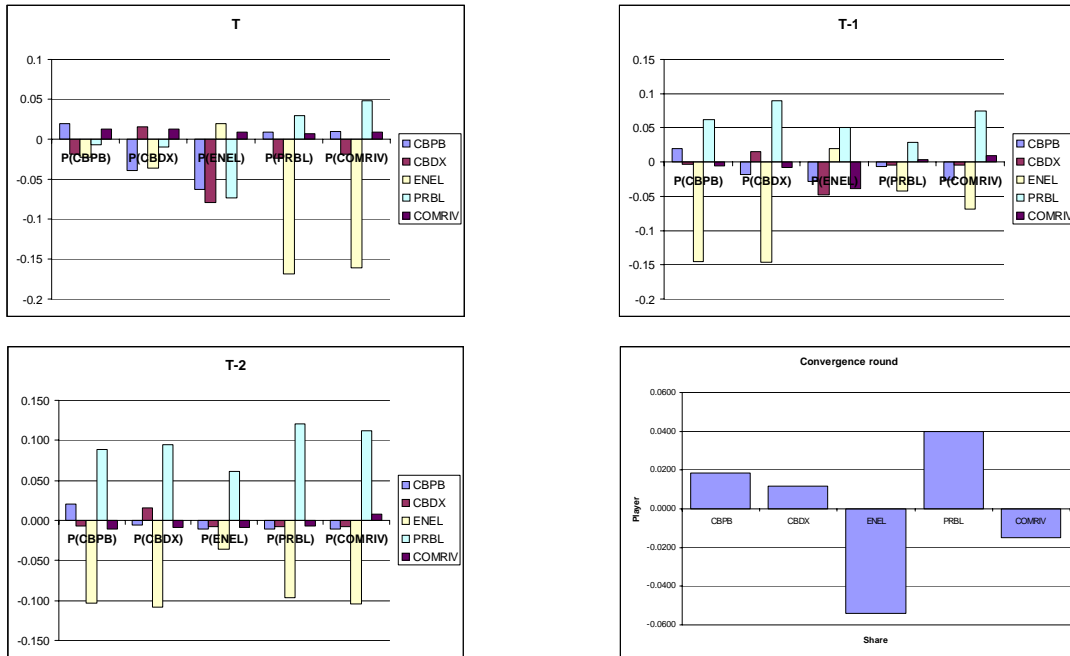 T
0.1
0.05
0
-0.05
-0.1
-0.15
-0.2
P(CBPB) P(CBDX) P(ENEL) P(PRBL) P(COMRIV)
CBPB
CBDX
ENEL
PRBL
COMRIV
T-1
0.15
0.1
0.05
0
-0.05
-0.1
-0.15
-0.2
P(CBPB) P(CBDX) P(ENEL) P(PRBL) P(COMRIV)
CBPB
CBDX
ENEL
PRBL
COMRIV
T-2
0.150
0.100
0.050
0.000
-0.050
-0.100
-0.150
P(CBPB) P(CBDX) P(ENEL) P(PRBL) P(COMRIV)
CBPB
CBDX
ENEL
PRBL
COMRIV
Convergence round
0.0600
0.0400
0.0200
0.0000
-0.0200
-0.0400
-0.0600
Player
CBPB CBDX ENEL PRBL COMRIV
Share